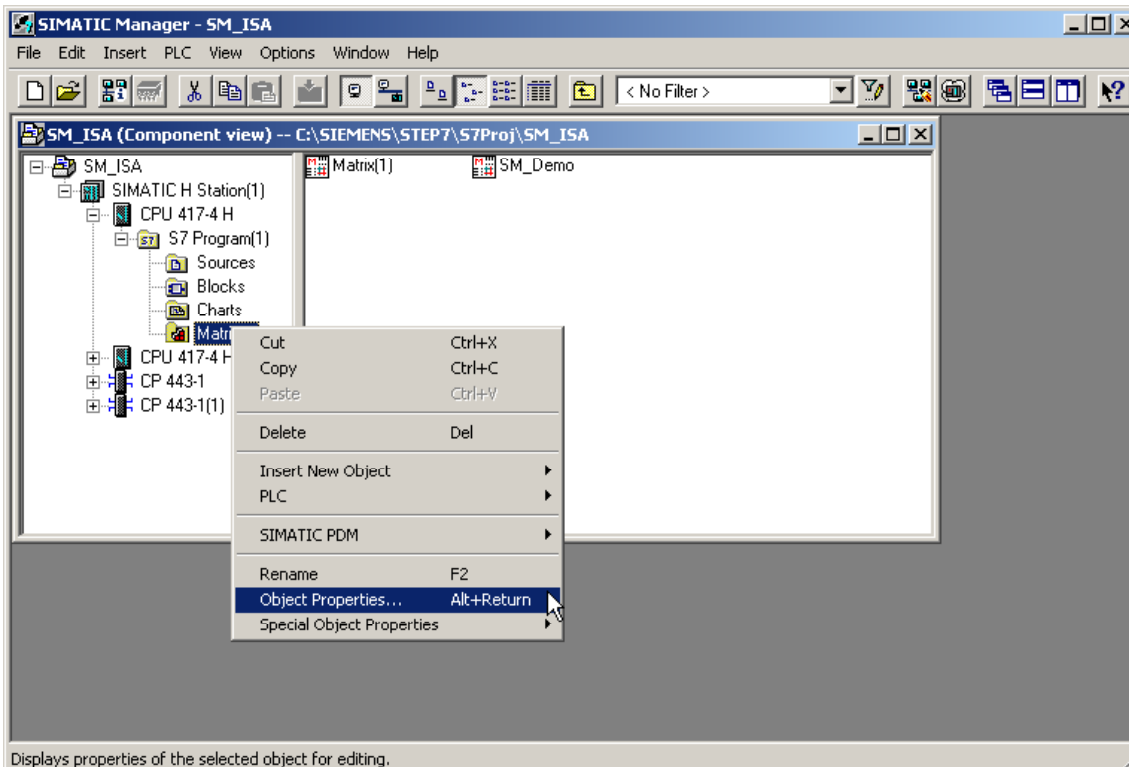 SIMATIC Manager - SM_ISA
File Edit Insert PLC View Options Window Help
< No Filter >
SM_ISA (Component view) -- C:\SIEMENS\STEP7\S7Proj\SM_ISA
SM_ISA
SIMATIC H Station(1)
CPU 417-4 H
S7 Program(1)
Sources
Blocks
Charts
CPU 417-4 H
CP 443-1
CP 443-1(1)
Matrix(1) SM_Demo
Cut Ctrl+X
Copy Ctrl+C
Paste Ctrl+V
Delete Del
Insert New Object
PLC
SIMATIC PDM
Rename F2
Object Properties... Alt+Return
Special Object Properties
Displays properties of the selected object for editing.